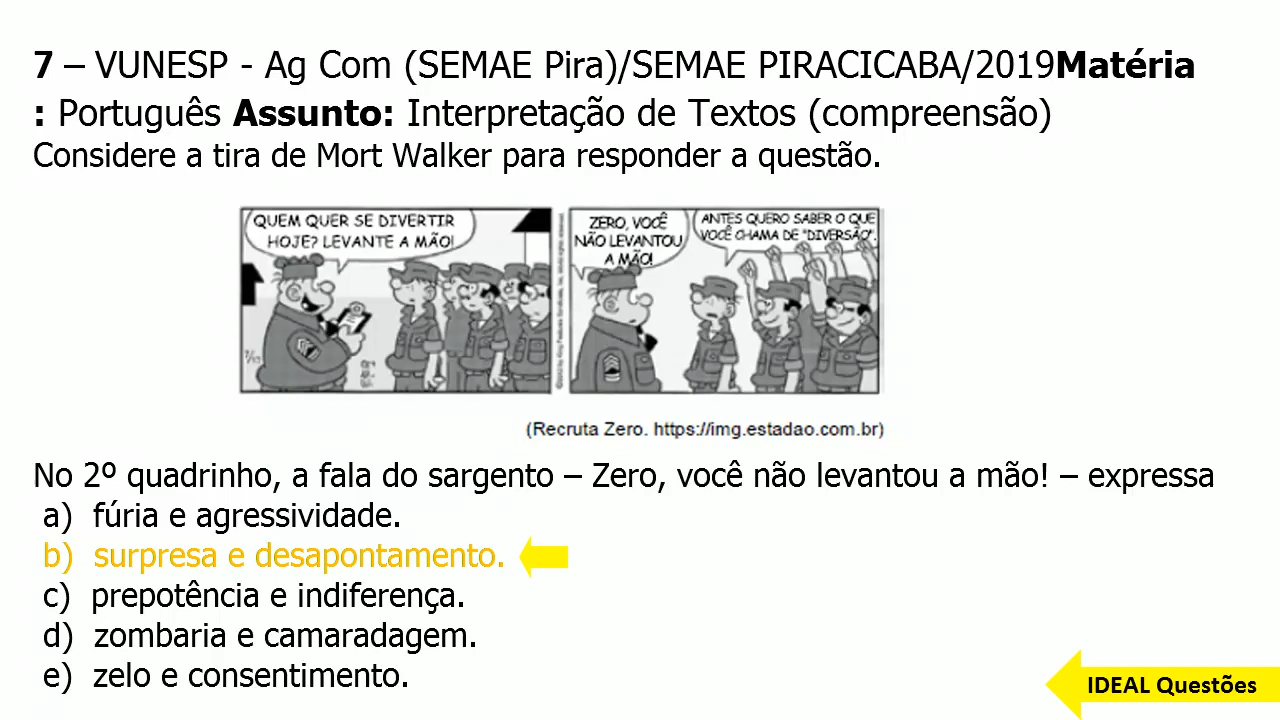 7 – VUNESP - Ag Com (SEMAE Pira)/SEMAE PIRACICABA/2019Matéria
: Português Assunto: Interpretação de Textos (compreensão)
Considere a tira de Mort Walker para responder a questão.
QUEM QUER SE DIVERTIR
HOJE? LEVANTE A MÃO!
ZERO, VOCÊ
NÃO LEVANTOU
A MÃO!
ANTES QUERO SABER O QUE
VOCÊ CHAMA DE "DIVERSÃO".
(Recruta Zero. https://img.estadao.com.br)
No 2º quadrinho, a fala do sargento – Zero, você não levantou a mão! – expressa
a) fúria e agressividade.
b) surpresa e desapontamento.
c) prepotência e indiferença.
d) zombaria e camaradagem.
e) zelo e consentimento.
IDEAL Questões